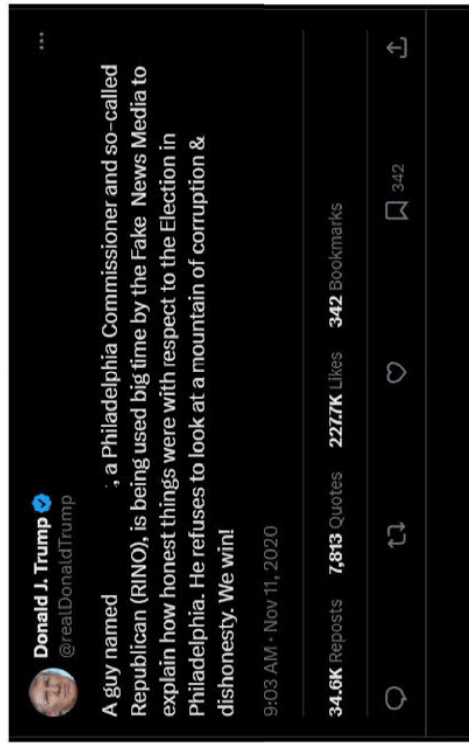 Donald J. Trump
@realDonaldTrump
A guy named , a Philadelphia Commissioner and so-called
Republican (RINO), is being used big time by the Fake News Media to
explain how honest things were with respect to the Election in
Philadelphia. He refuses to look at a mountain of corruption &
dishonesty. We win!
9:03 AM · Nov 11, 2020
34.6K Reposts 7,813 Quotes 227.7K Likes 342 Bookmarks
342